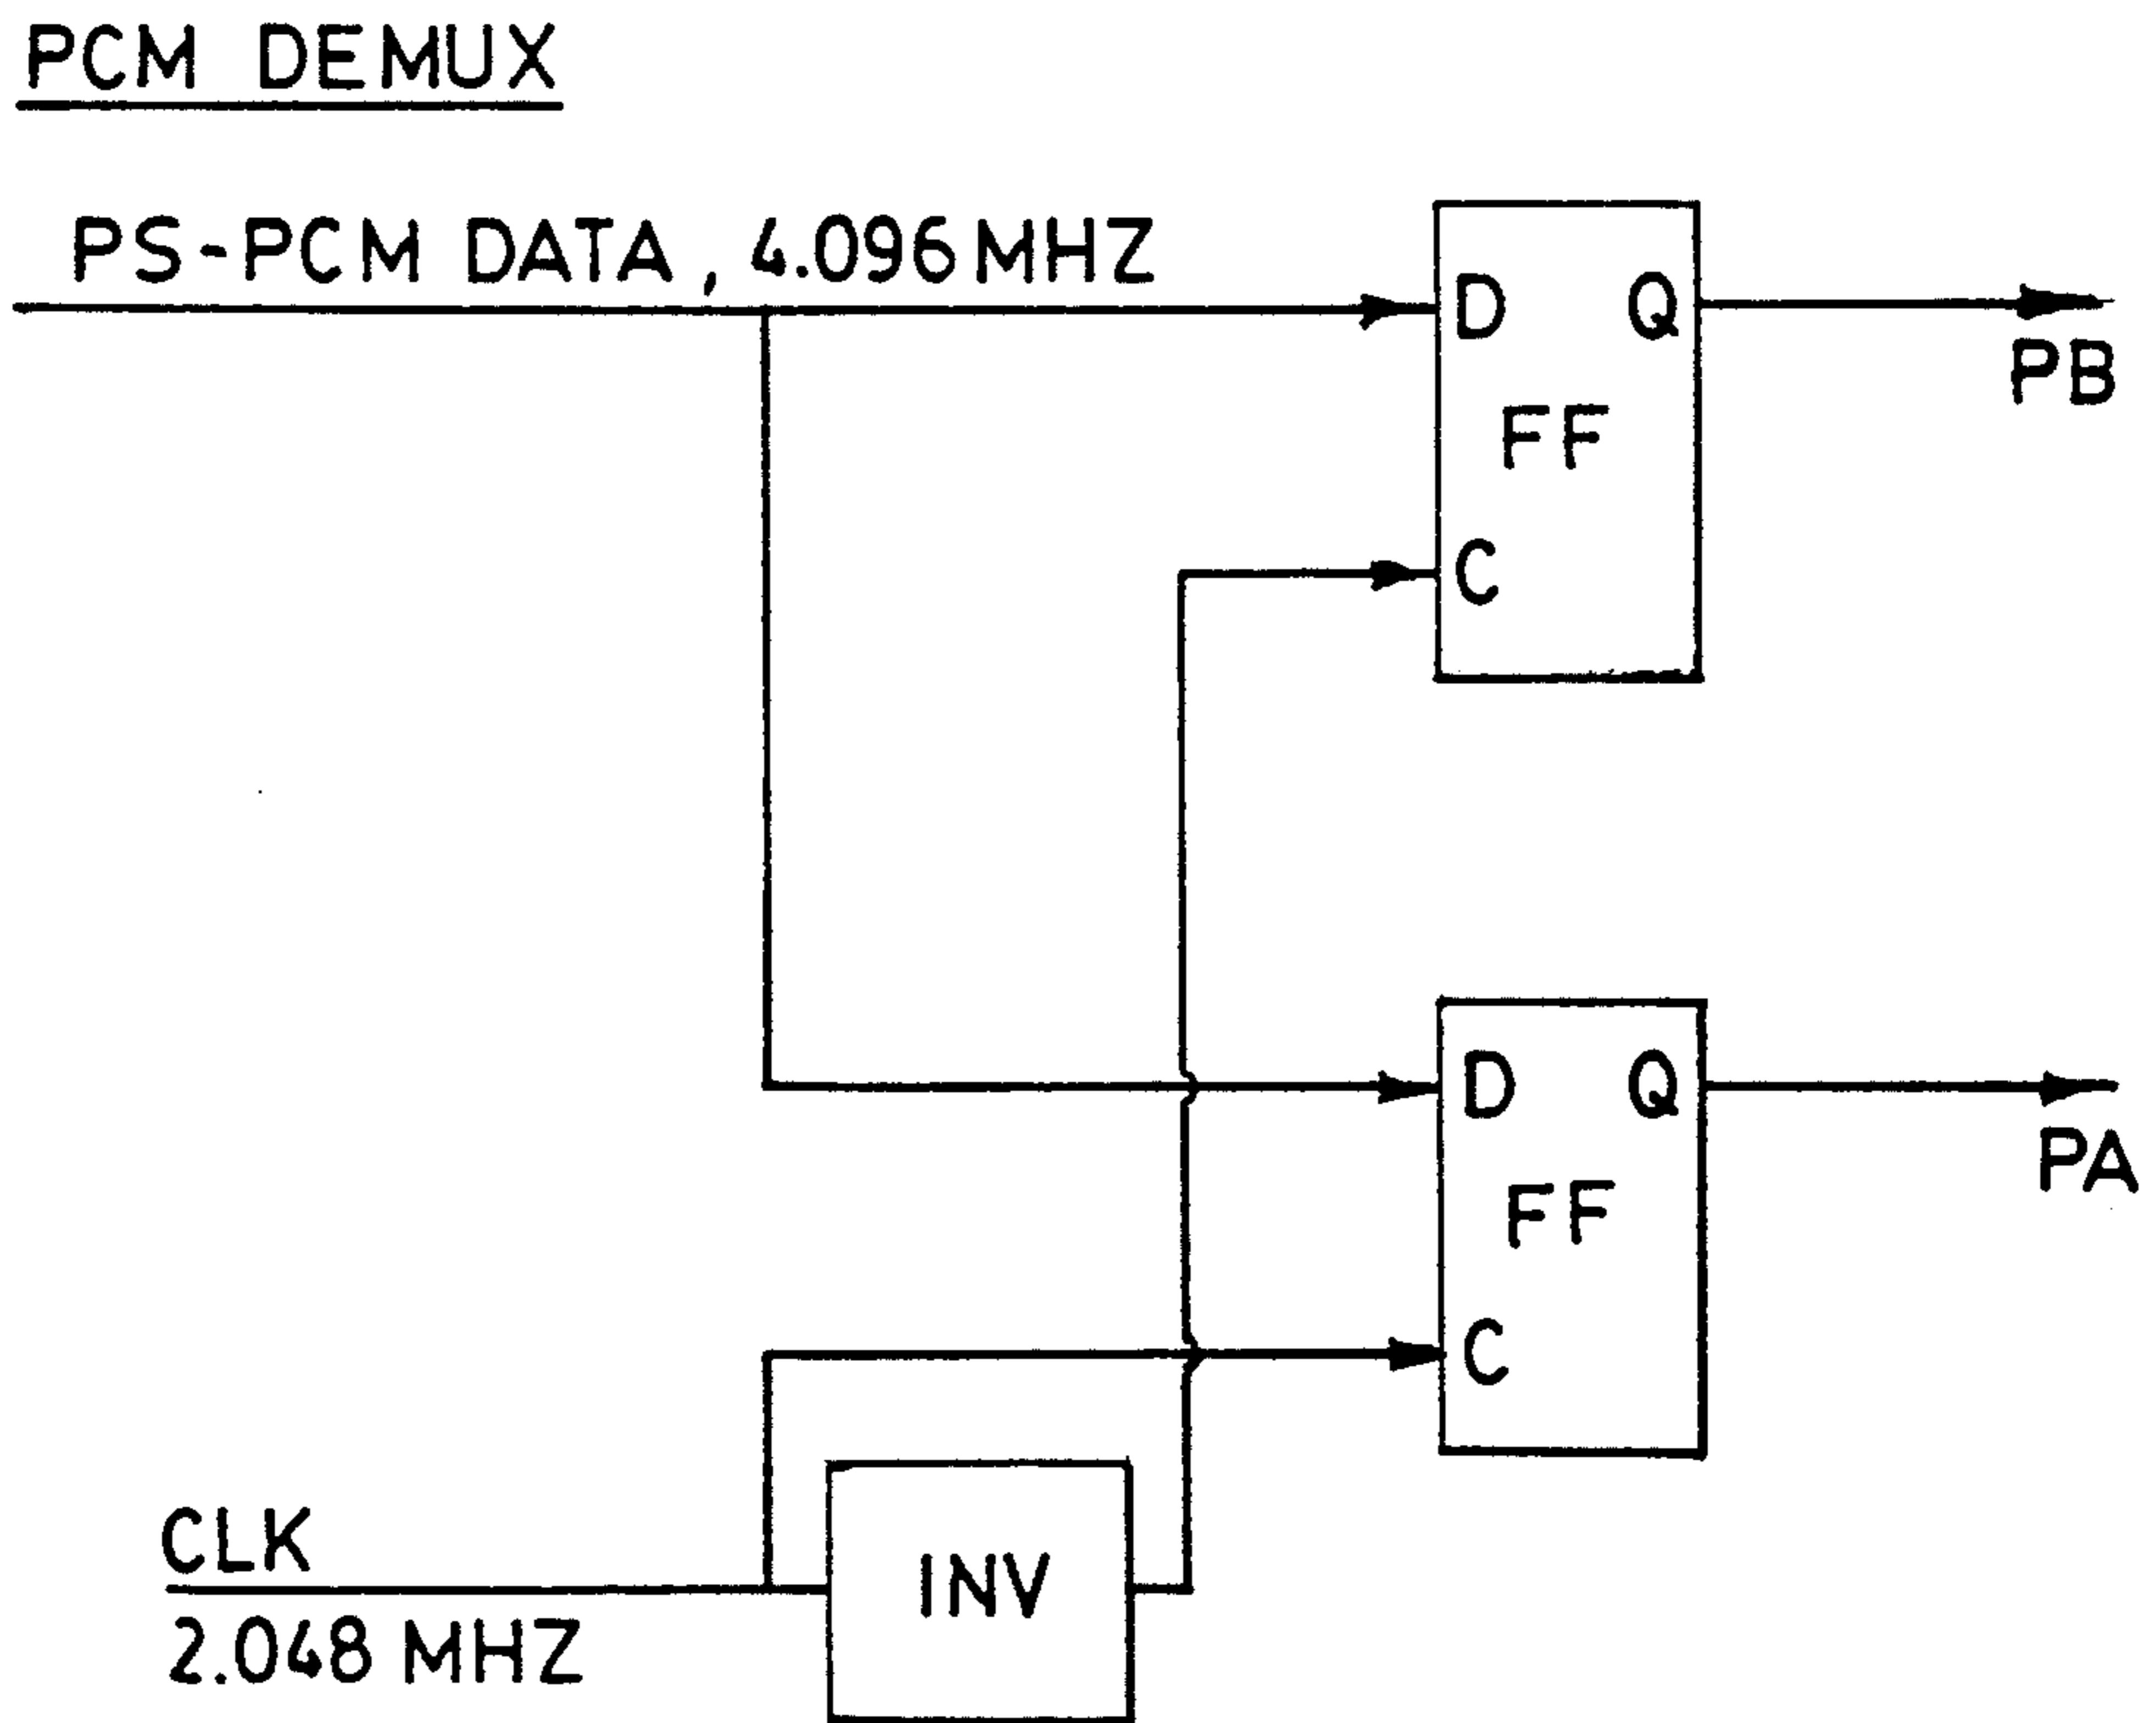 PCM DEMUX
PS-PCM DATA, 4.096 MHZ
D Q
PB
FF
C
D Q
PA
FF
C
CLK
INV
2.048 MHZ